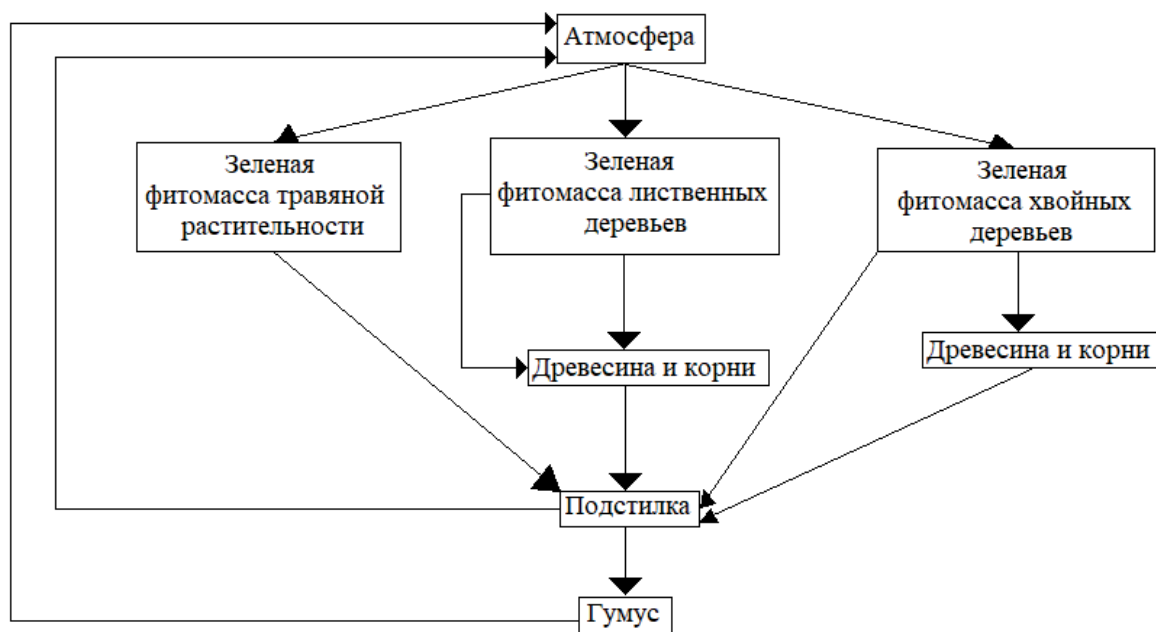 Атмосфера
Зеленая
фитомасса травяной
растительности
Зеленая
фитомасса лиственных
деревьев
Зеленая
фитомасса хвойных
деревьев
Древесина и корни
Древесина и корни
Подстилка
Гумус